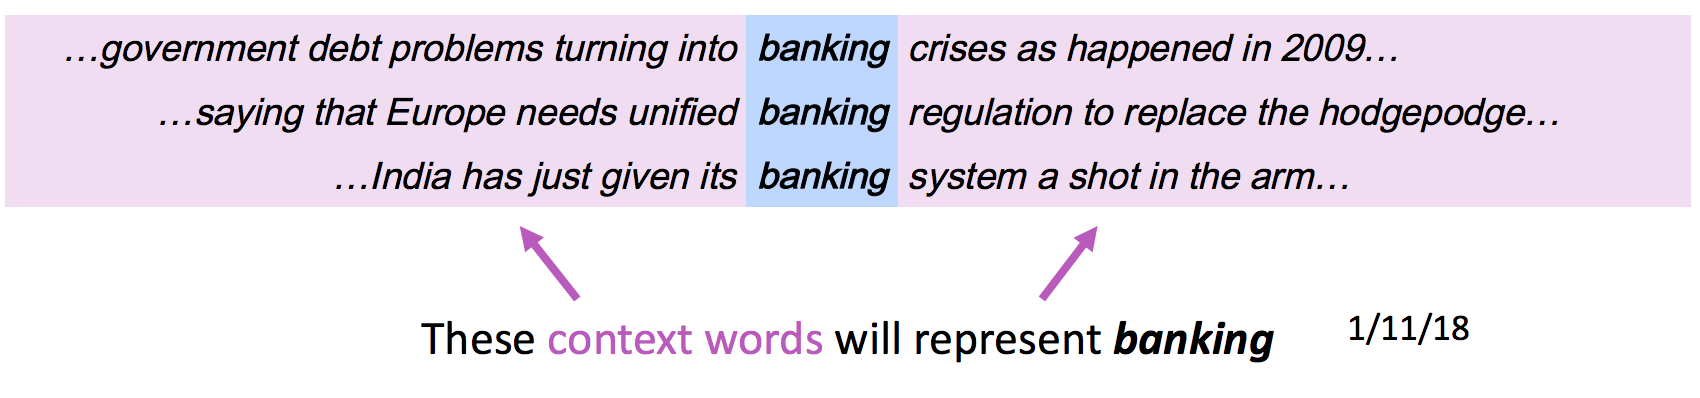 …government debt problems turning into banking crises as happened in 2009…
…saying that Europe needs unified banking regulation to replace the hodgepodge…
…India has just given its banking system a shot in the arm…
These context words will represent banking
1/11/18